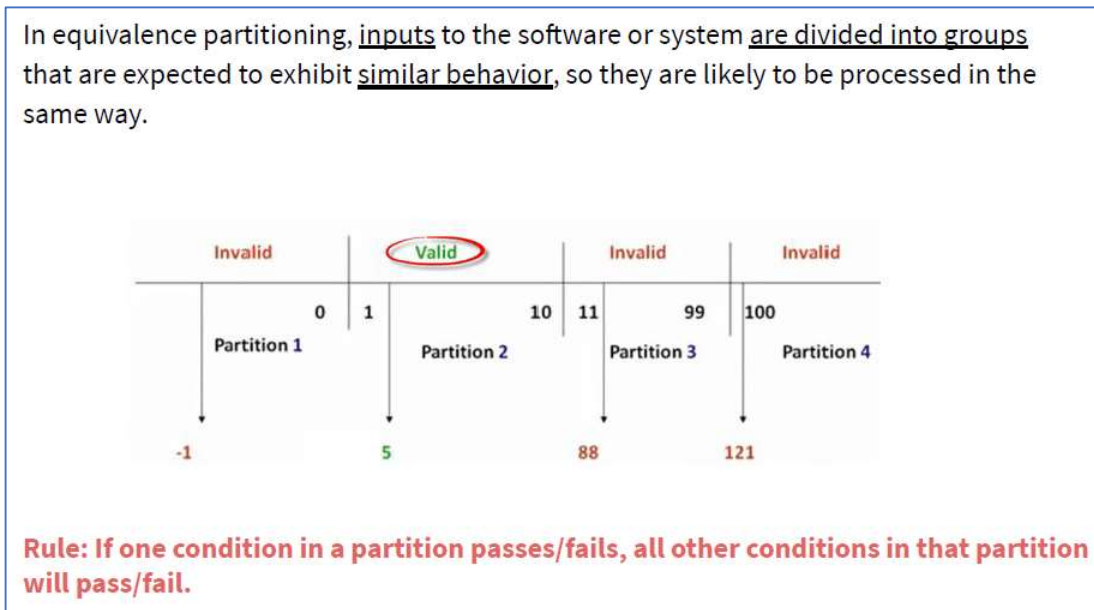 In equivalence partitioning, inputs to the software or system are divided into groups
that are expected to exhibit similar behavior, so they are likely to be processed in the
same way.
Invalid Valid Invalid Invalid
0 1 10 11 99 100
Partition 1 Partition 2 Partition 3 Partition 4
-1 5 88 121
Rule: If one condition in a partition passes/fails, all other conditions in that partition
will pass/fail.